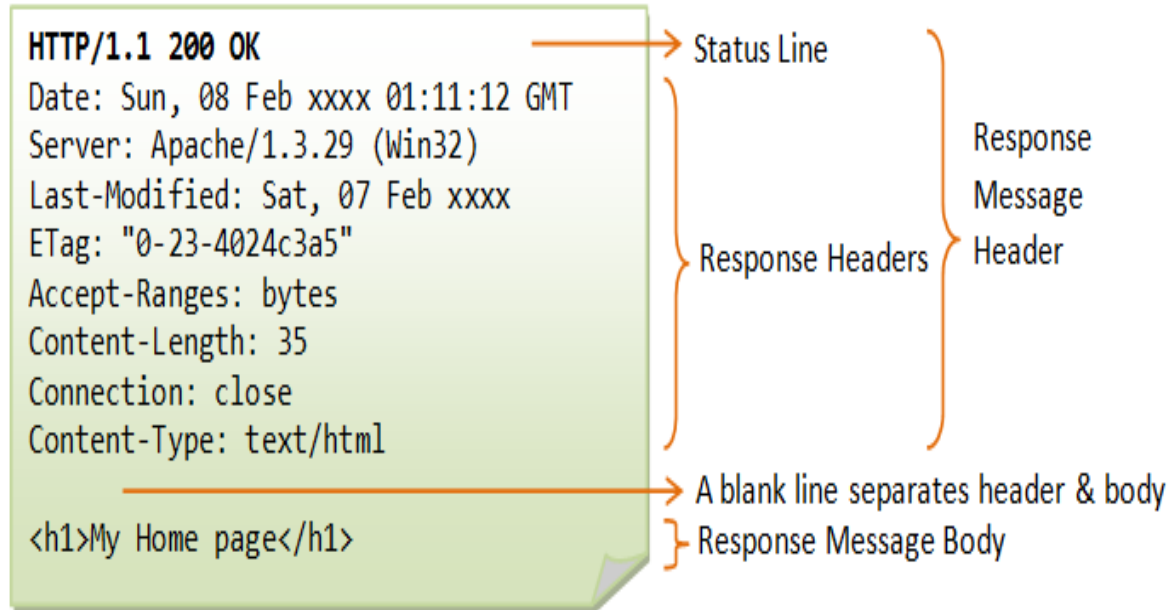 HTTP/1.1 200 OK
Date: Sun, 08 Feb xxxx 01:11:12 GMT
Server: Apache/1.3.29 (Win32)
Last-Modified: Sat, 07 Feb xxxx
ETag: "0-23-4024c3a5"
Accept-Ranges: bytes
Content-Length: 35
Connection: close
Content-Type: text/html
<h1>My Home page</h1>
Status Line
Response Headers
Response
Message
Header
A blank line separates header & body
Response Message Body